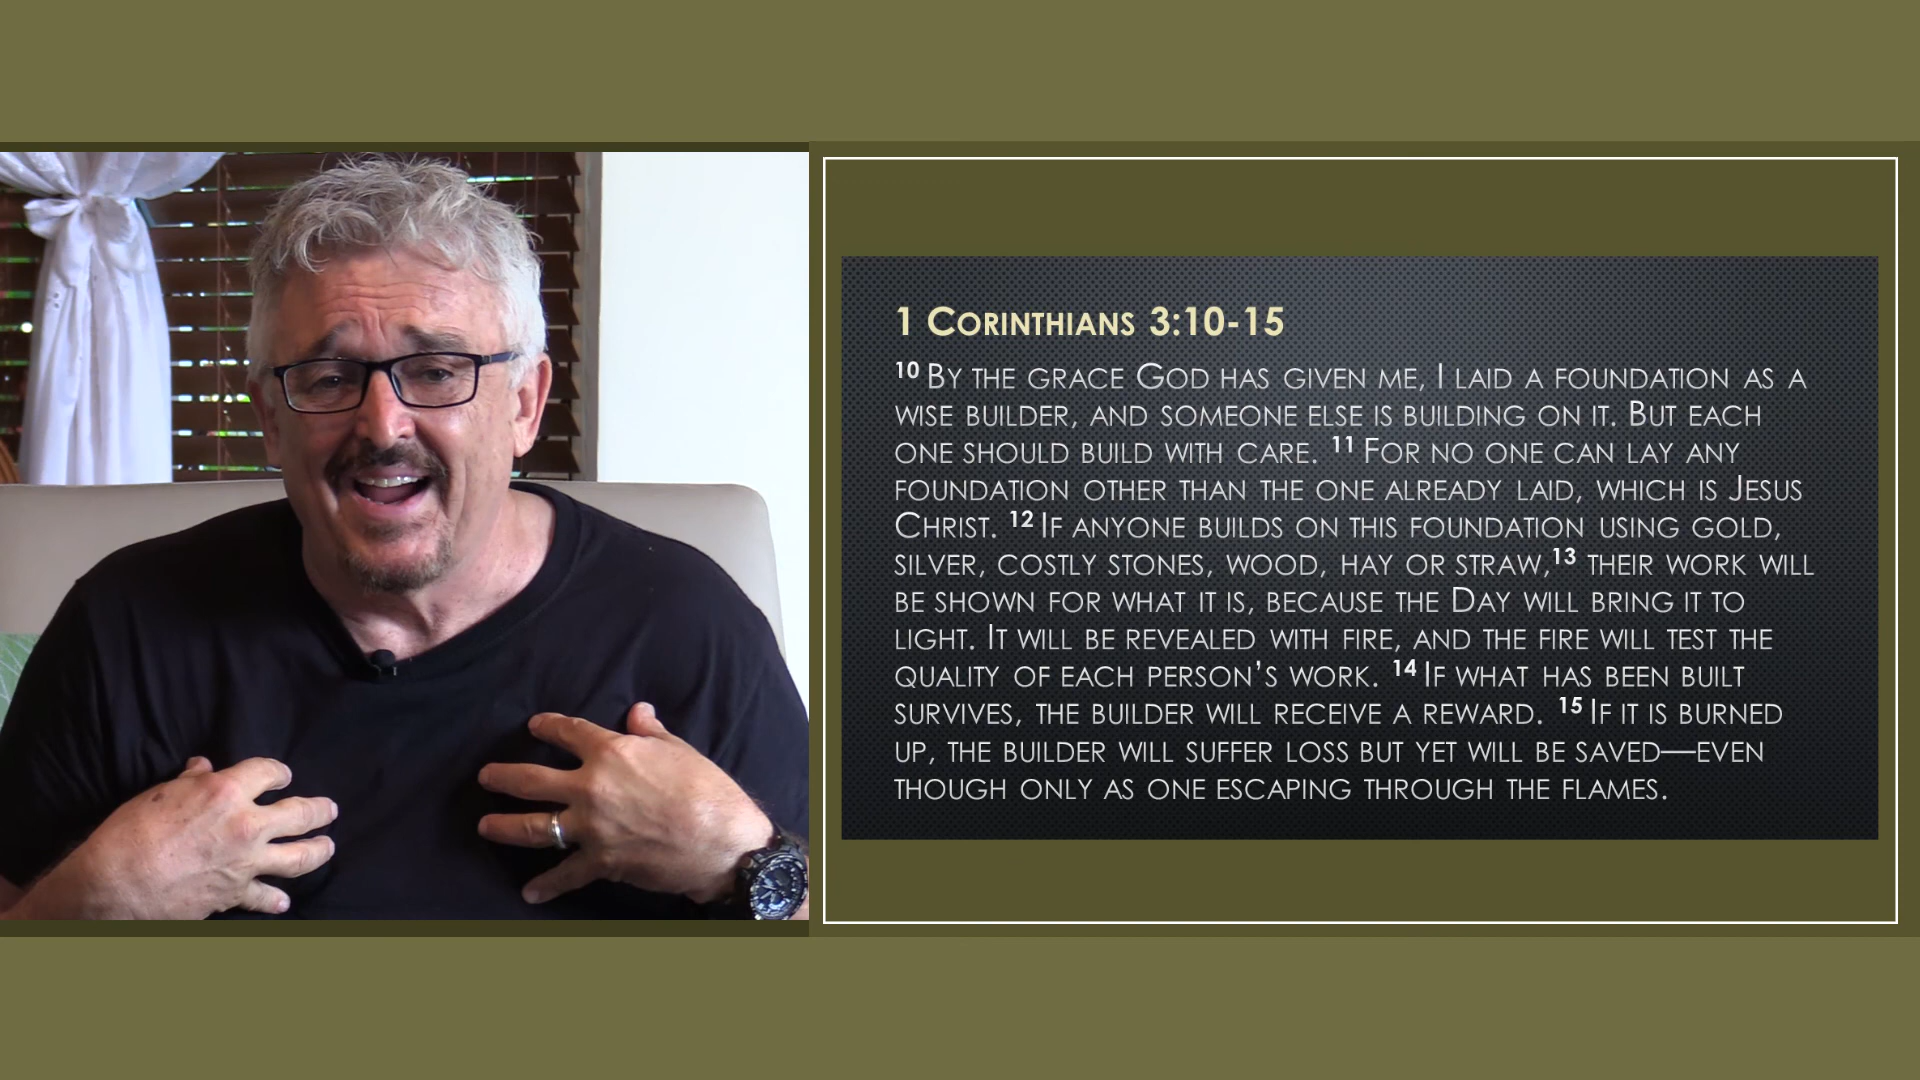 1 Corinthians 3:10-15
10 By the grace God has given me, I laid a foundation as a
wise builder, and someone else is building on it. But each
one should build with care. 11 For no one can lay any
foundation other than the one already laid, which is Jesus
Christ. 12 If anyone builds on this foundation using gold,
silver, costly stones, wood, hay or straw,13 their work will
be shown for what it is, because the Day will bring it to
light. It will be revealed with fire, and the fire will test the
quality of each person's work. 14 If what has been built
survives, the builder will receive a reward. 15 If it is burned
up, the builder will suffer loss but yet will be saved—even
though only as one escaping through the flames.